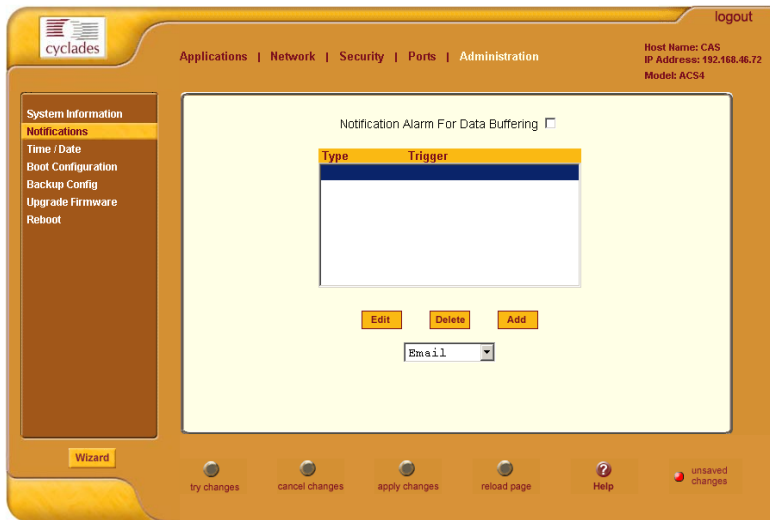 logout
cyclades
Applications | Network | Security | Ports | Administration
Host Name: CAS
IP Address: 192.168.46.72
Model: ACS4
System Information
Notifications
Time / Date
Boot Configuration
Backup Config
Upgrade Firmware
Reboot
Notification Alarm For Data Buffering
Type Trigger
Edit Delete Add
Email
Wizard
try changes
cancel changes
apply changes
reload page
? Help
unsaved changes